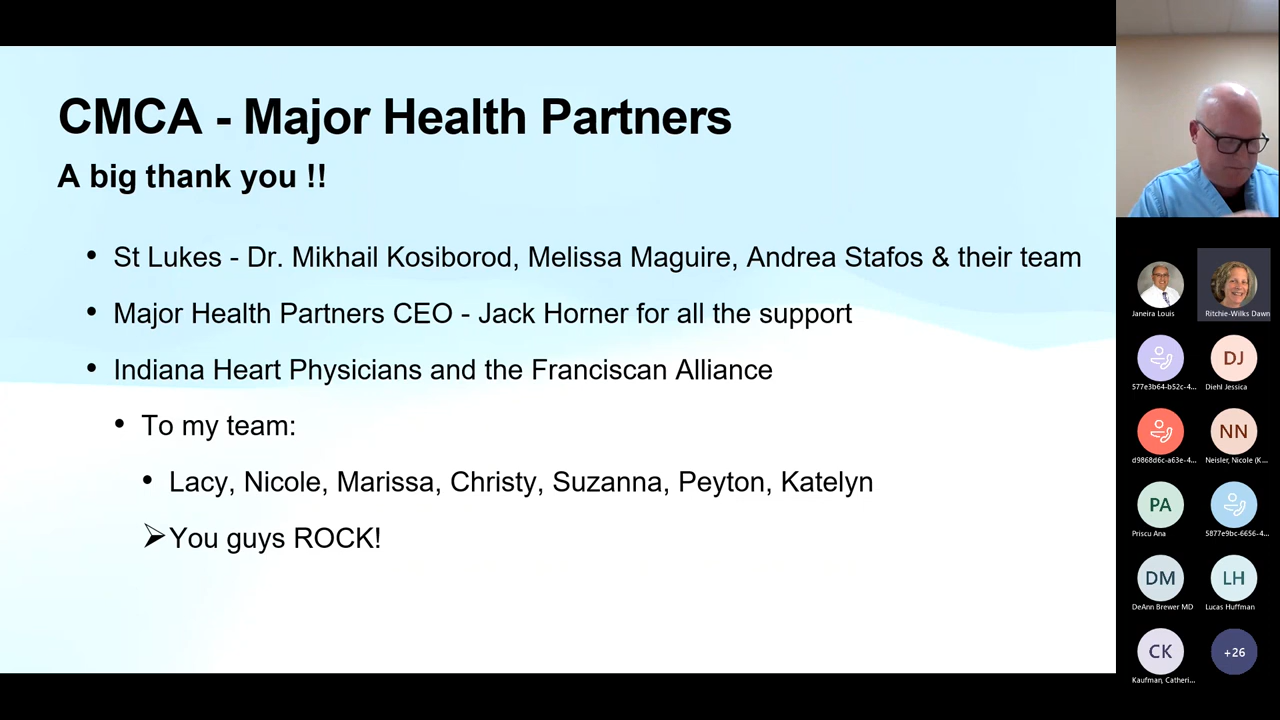 CMCA - Major Health Partners
A big thank you !!
• St Lukes - Dr. Mikhail Kosiborod, Melissa Maguire, Andrea Stafos & their team
• Major Health Partners CEO - Jack Horner for all the support
• Indiana Heart Physicians and the Franciscan Alliance
• To my team:
• Lacy, Nicole, Marissa, Christy, Suzanna, Peyton, Katelyn
➢You guys ROCK!
Janeira Louis
Ritchie-Wilks Dawn
577e3b64-b52c-4...
DJ
Diehl Jessica
d9868d6c-a63e-4...
NN
Neisler, Nicole (K...
PA
Priscu Ana
5877e9bc-6656-4...
DM
DeAnn Brewer MD
LH
Lucas Huffman
CK
Kaufman, Catheri...
+26